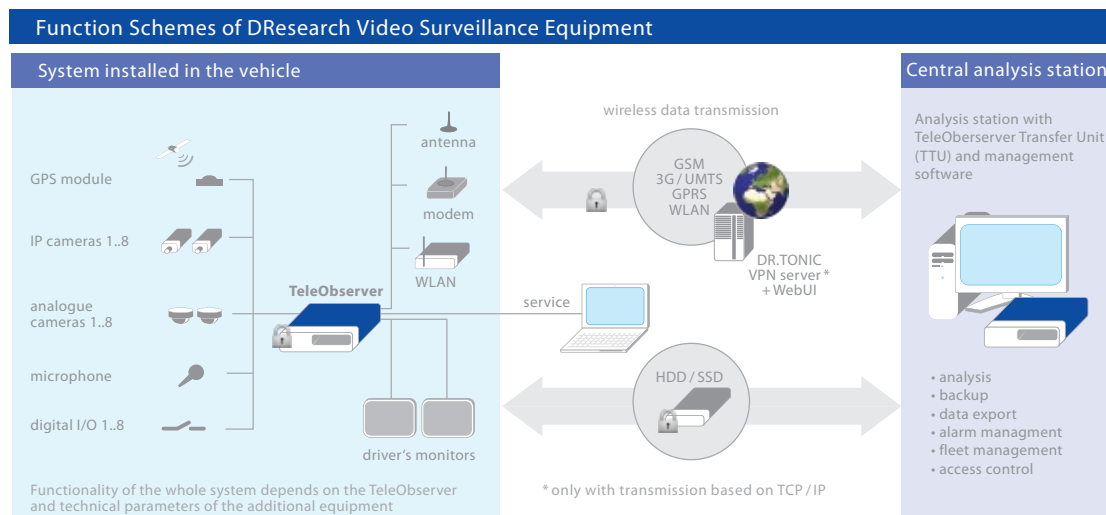 Function Schemes of DResearch Video Surveillance Equipment
System installed in the vehicle
GPS module
IP cameras 1..8
analogue
cameras 1..8
microphone
digital I/O 1..8
TeleObserver
antenna
modem
WLAN
driver's monitors
Functionality of the whole system depends on the TeleObserver
and technical parameters of the additional equipment
wireless data transmission
GSM
3G / UMTS
GPRS
WLAN
DR.TONIC
VPN server *
+ WebUI
service
HDD / SSD
* only with transmission based on TCP / IP
Central analysis station
Analysis station with
TeleOberserver Transfer Unit
(TTU) and management
software
• analysis
• backup
• data export
• alarm managment
• fleet management
• access control